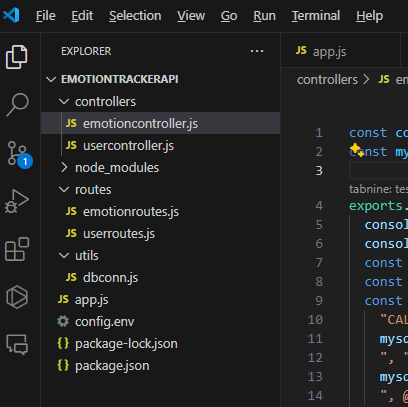 File Edit Selection View Go Run Terminal Help
EXPLORER
EMOTIONTRACKERAPI
controllers
JS emotioncontroller.js
JS usercontroller.js
node_modules
routes
JS emotionroutes.js
JS userroutes.js
utils
JS dbconn.js
JS app.js
config.env
{} package-lock.json
{} package.json
1
JS app.js
controllers > JS em
1 const co
2 const my
3
tabnine: tes
4 exports.
5 consol
6 consol
7 const
8 const
9 const
10 "CAL
11 myso
12 ", "
13 myso
14 ", @